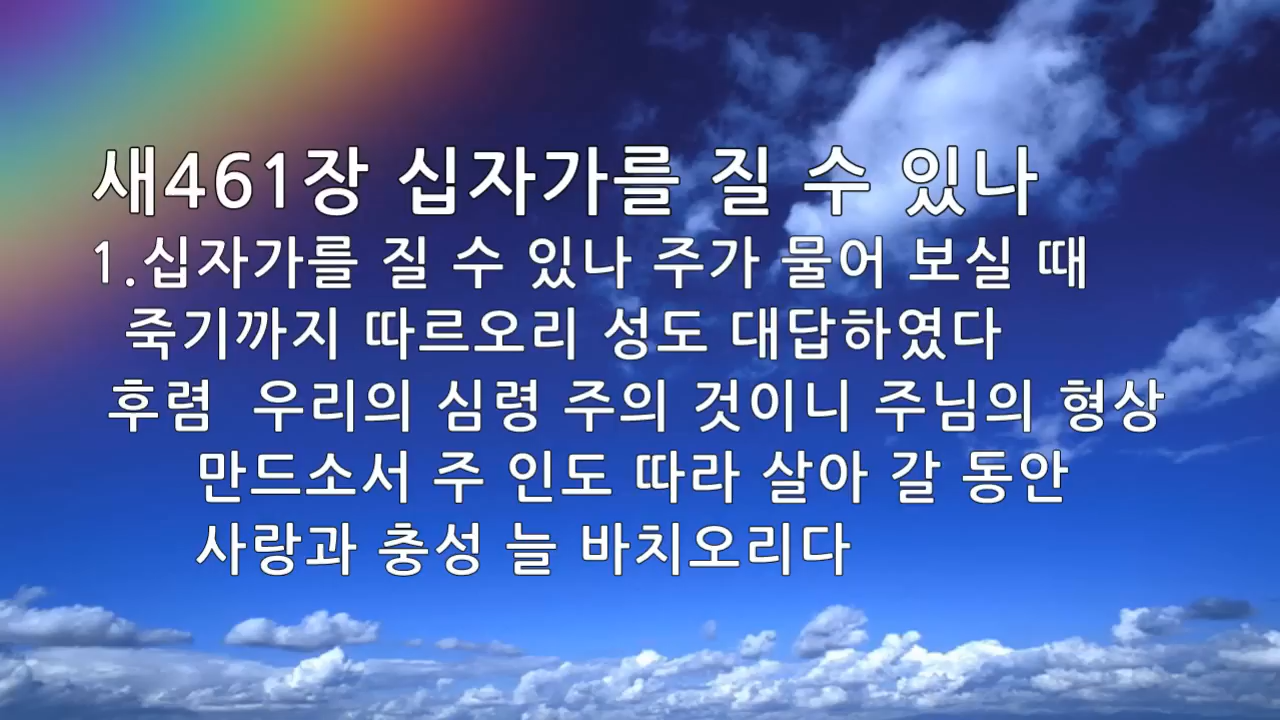 새461장 십자가를 질 수 있나
1.십자가를 질 수 있나 주가 물어 보실 때
죽기까지 따르오리 성도 대답하였다
후렴 우리의 심령 주의 것이니 주님의 형상
만드소서 주 인도 따라 살아 갈 동안
사랑과 충성 늘 바치오리다